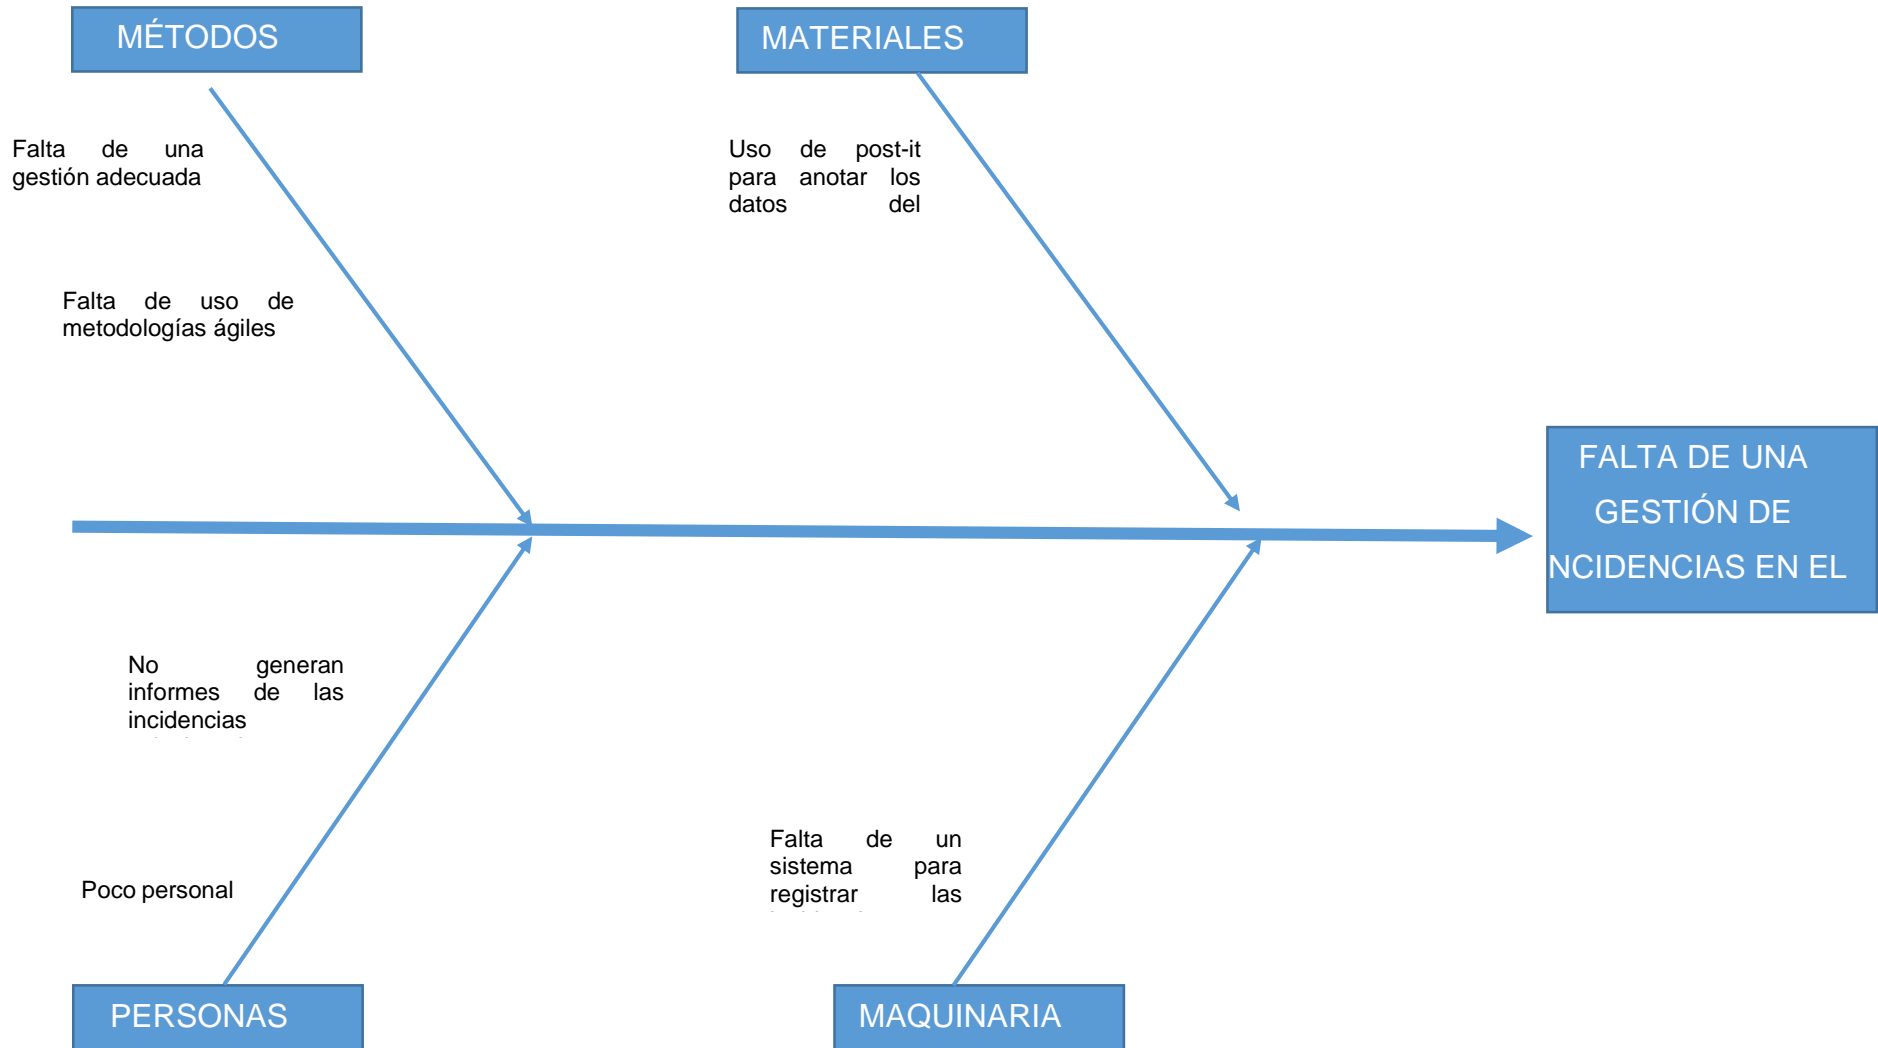 MÉTODOS
MATERIALES
Falta de una
gestión adecuada
Uso de post-it
para anotar los
datos del
Falta de uso de
metodologías ágiles
FALTA DE UNA
GESTIÓN DE
NCIDENCIAS EN EL
No generan
informes de las
incidencias
Poco personal
Falta de un
sistema para
registrar las
PERSONAS
MAQUINARIA